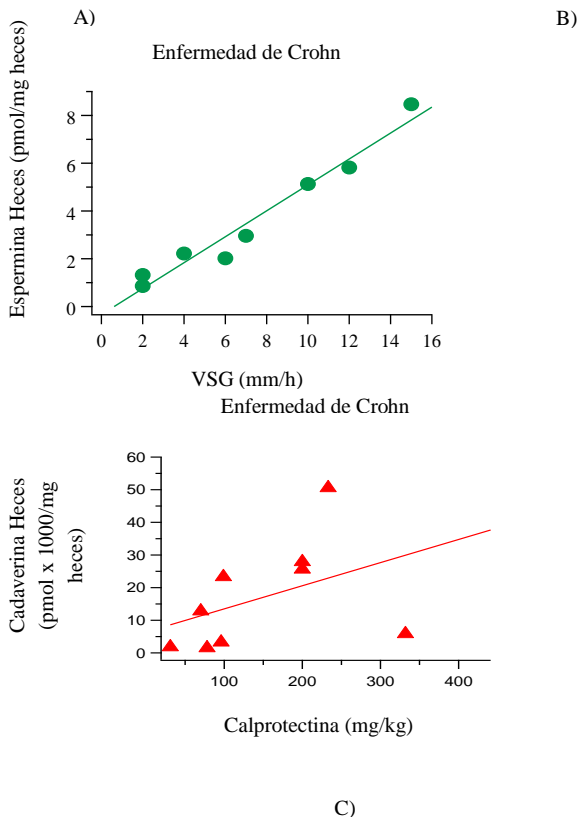 A)
B)
Enfermedad de Crohn
Espermina Heces (pmol/mg heces)
8
6
4
2
0
0 2 4 6 8 10 12 14 16
VSG (mm/h)
Enfermedad de Crohn
Cadaverina Heces
(pmol x 1000/mg
heces)
60
50
40
30
20
10
0
100 200 300 400
Calprotectina (mg/kg)
C)